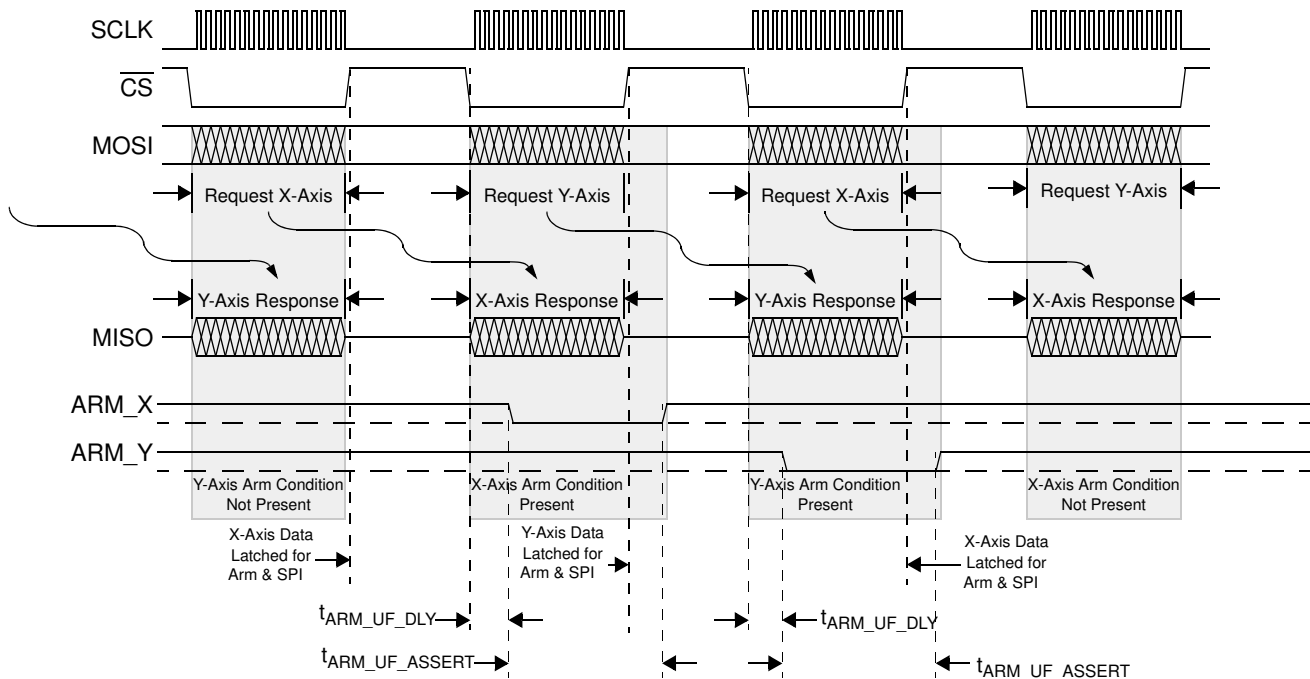 SCLK
CS
MOSI
Request X-Axis
Request Y-Axis
Request X-Axis
Request Y-Axis
Y-Axis Response
X-Axis Response
Y-Axis Response
X-Axis Response
MISO
ARM_X
ARM_Y
Y-Axis Arm Condition
Not Present
X-Axis Arm Condition
Present
Y-Axis Arm Condition
Present
X-Axis Arm Condition
Not Present
X-Axis Data
Latched for
Arm & SPI
Y-Axis Data
Latched for
Arm & SPI
X-Axis Data
Latched for
Arm & SPI
tARM_UF_DLY
tARM_UF_DLY
tARM_UF_ASSERT
tARM_UF_ASSERT